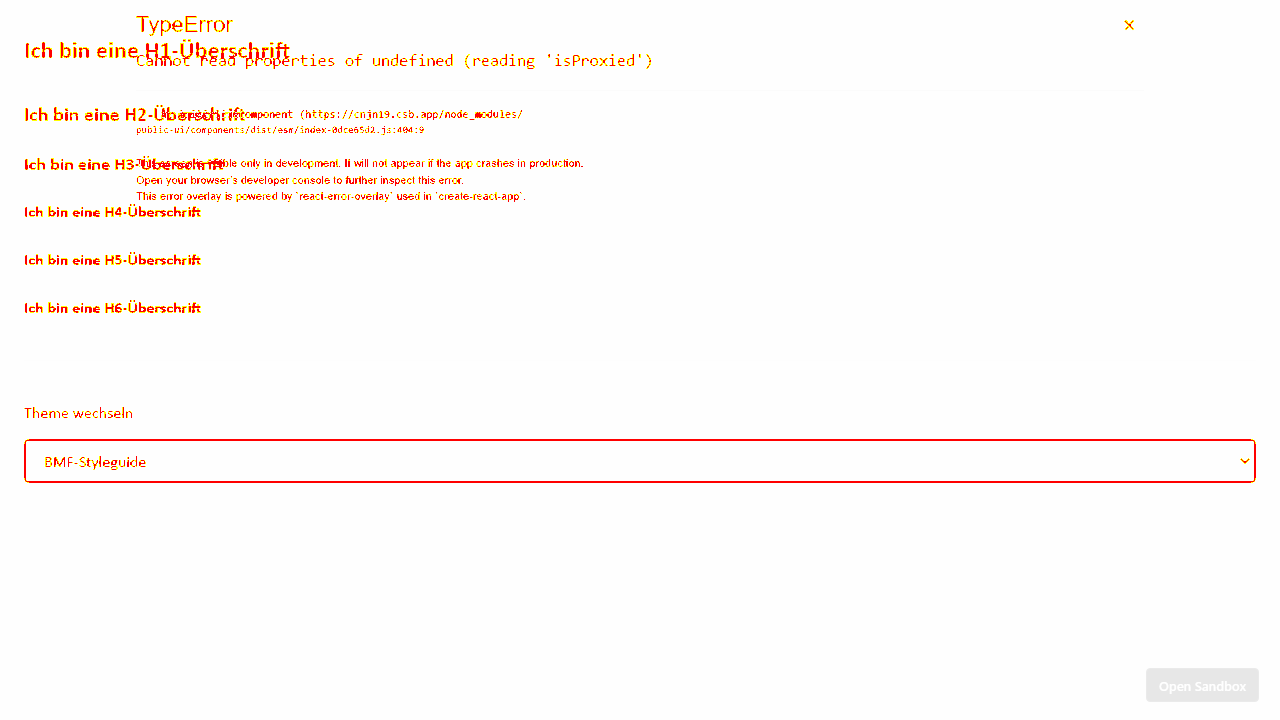 TypeError
×
Ich bin eine H1-Überschrift
Cannot read properties of undefined (reading 'isProxied')
Ich bin eine H2-Überschrift
Component (https://cnjn19.csb.app/node_modules/
public-ui/components/dist/esm/index-0dce65d2.js:404:9
Ich bin eine H3-Überschrift
only in development. It will not appear if the app crashes in production.
Open your browser's developer console to further inspect this error.
This error overlay is powered by `react-error-overlay` used in `create-react-app`.
Ich bin eine H4-Überschrift
Ich bin eine H5-Überschrift
Ich bin eine H6-Überschrift
Theme wechseln
BMF-Styleguide
Open Sandbox